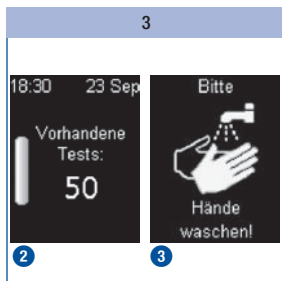 3
18:30 23 Sep
Vorhandene
Tests:
50
2
Bitte
Hände
waschen!
3